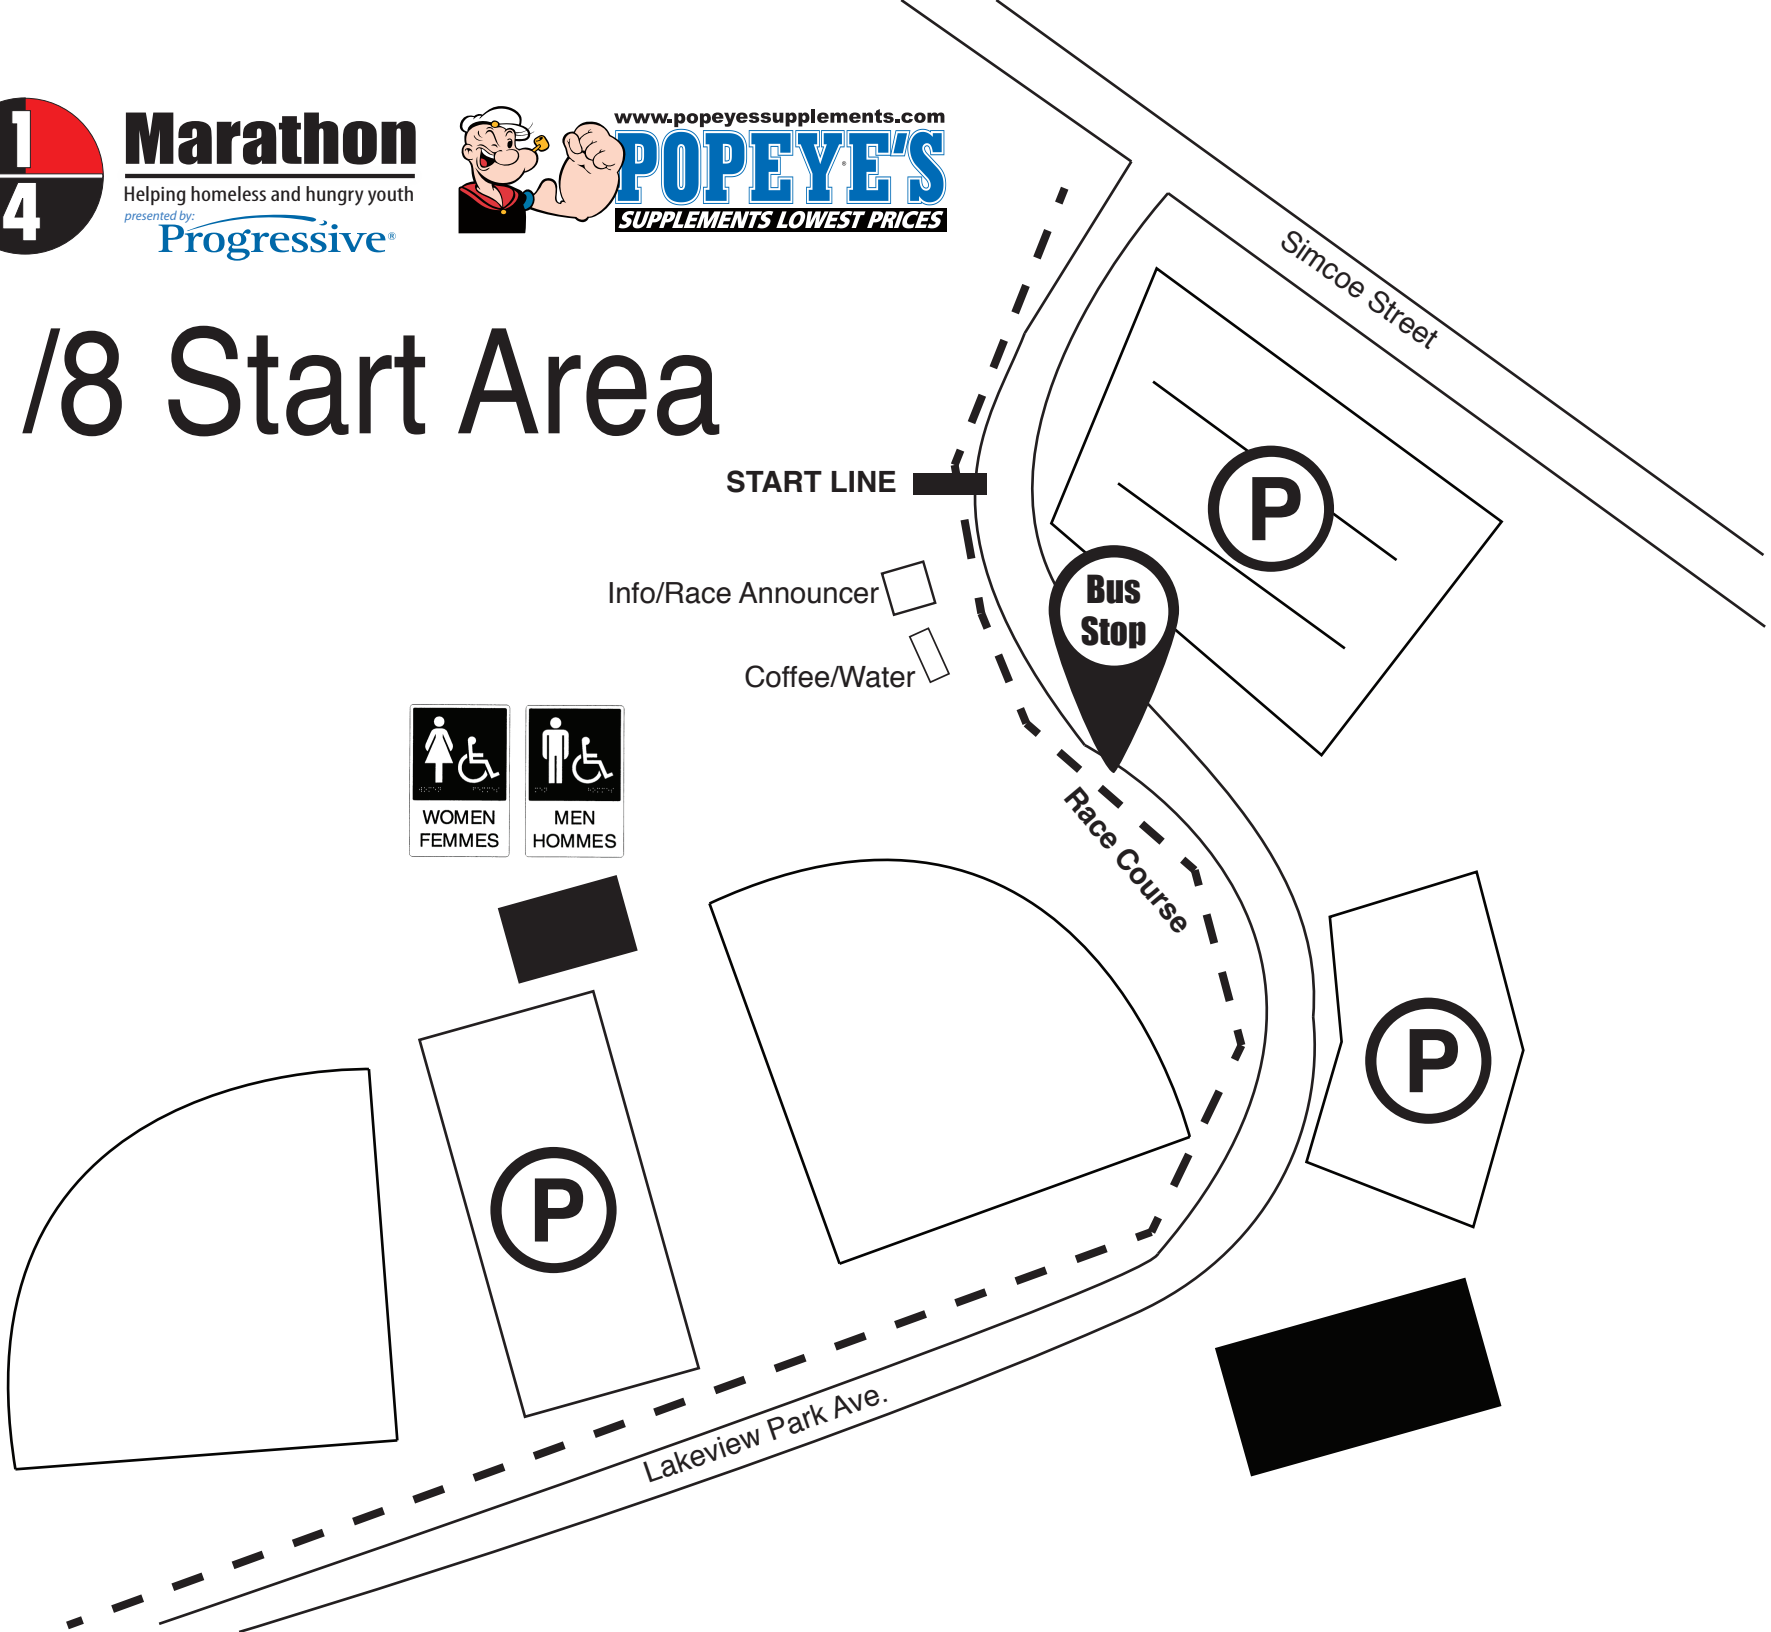 1
4
Marathon
Helping homeless and hungry youth
presented by:
Progressive®
www.popeyessupplements.com
POPEYE'S
SUPPLEMENTS LOWEST PRICES
/8 Start Area
Simcoe Street
START LINE
P
Info/Race Announcer
Bus
Stop
Coffee/Water
WOMEN
FEMMES
MEN
HOMMES
Race Course
P
P
Lakeview Park Ave.